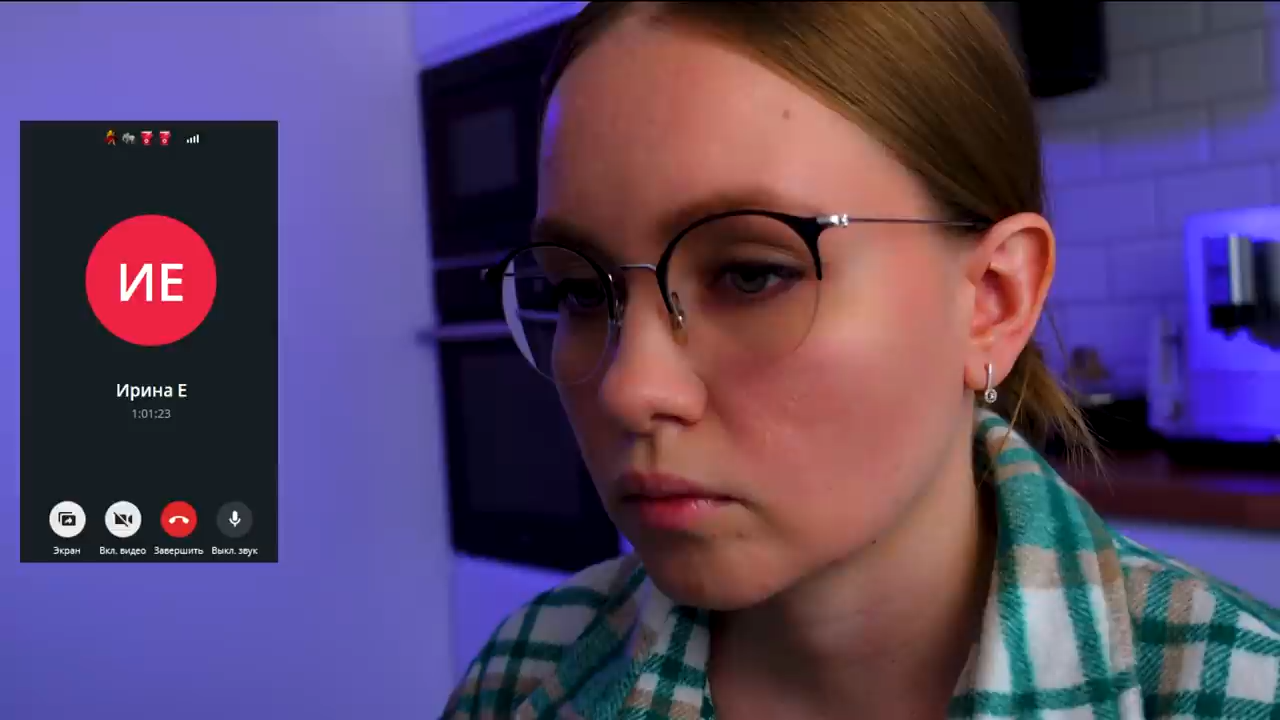 ИЕ
Ирина Е
1:01:23
Экран
Вкл. видео
Завершить
Выкл. звук